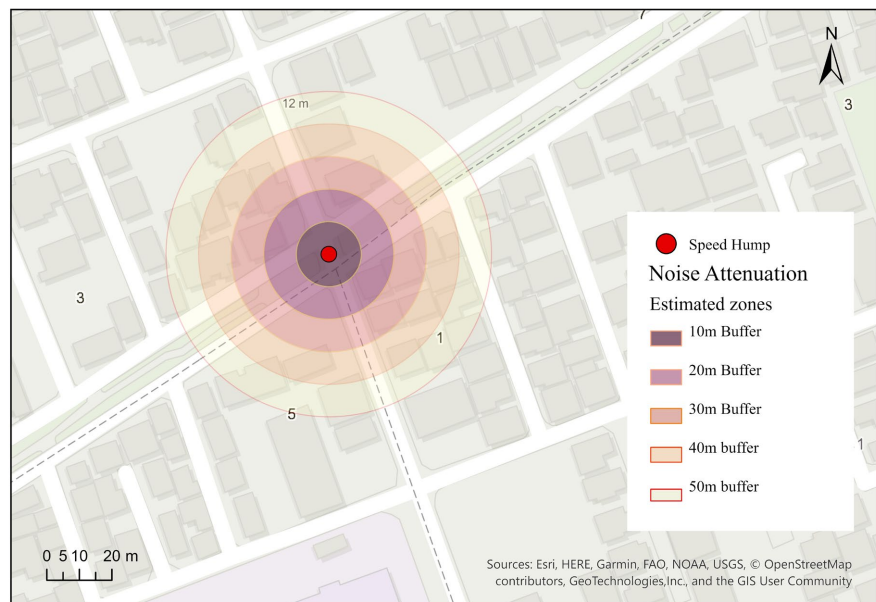 7
N
12 m
3
3
Speed Hump
Noise Attenuation
Estimated zones
10m Buffer
20m Buffer
30m Buffer
40m buffer
50m buffer
1
5
1
0 5 10 20 m
Sources: Esri, HERE, Garmin, FAO, NOAA, USGS, © OpenStreetMap
contributors, GeoTechnologies,Inc., and the GIS User Community